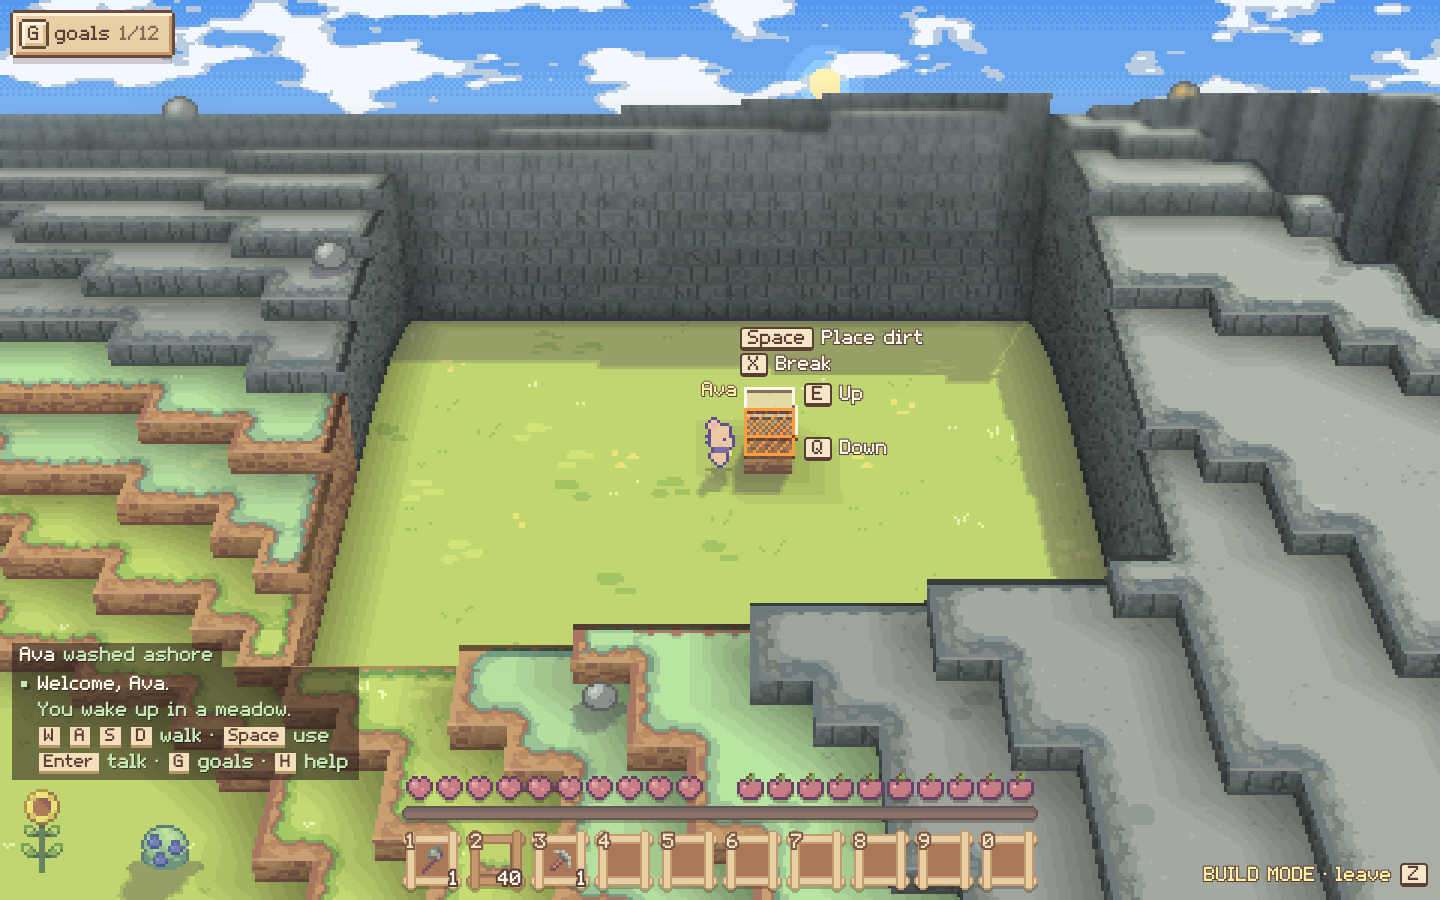 G goals 1/12
Space Place dirt
X Break
Ava
E Up
Q Down
Ava washed ashore
Welcome, Ava.
You wake up in a meadow.
W A S D walk · Space use
Enter talk · G goals · H help
1 2 3 4 5 6 7 8 9 0
1 40 1
BUILD MODE · leave Z